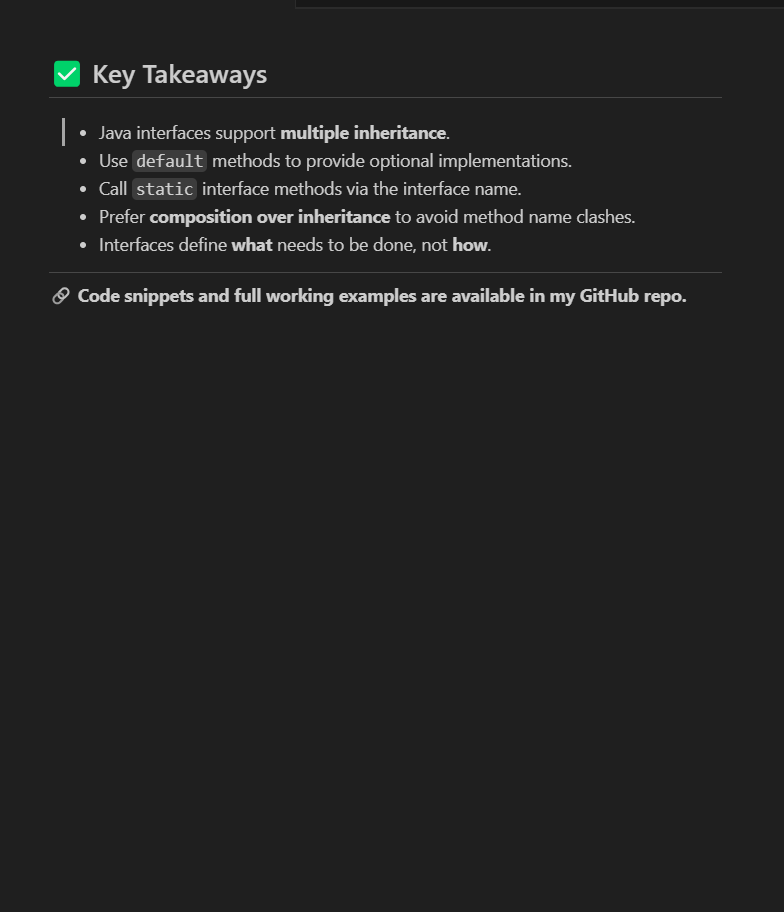 ✅ Key Takeaways
• Java interfaces support multiple inheritance.
• Use default methods to provide optional implementations.
• Call static interface methods via the interface name.
• Prefer composition over inheritance to avoid method name clashes.
• Interfaces define what needs to be done, not how.
🔗 Code snippets and full working examples are available in my GitHub repo.